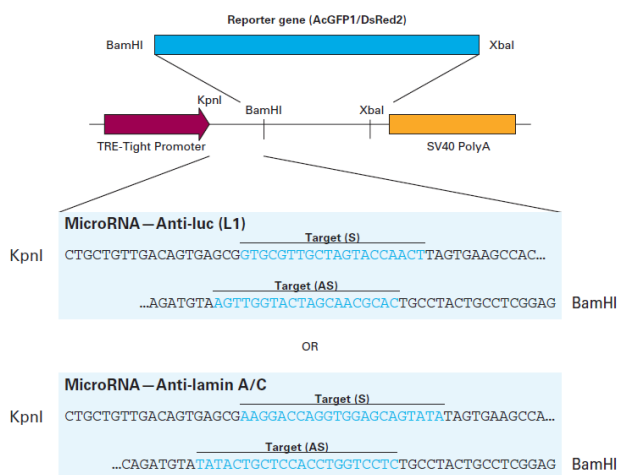 Reporter gene (AcGFP1/DsRed2)
BamHI XbaI
KpnI
BamHI XbaI
TRE-Tight Promoter SV40 PolyA
MicroRNA—Anti-luc (L1)
Target (S)
KpnI CTGCTGTTGACAGTGAGCGGTGCGTTGCTAGTACCAACTTAGTGAAGCCAC...
Target (AS)
...AGATGTAAGTTGGTACTAGCAACGCACTGCCTACTGCCTCGGAG BamHI
OR
MicroRNA—Anti-lamin A/C
Target (S)
KpnI CTGCTGTTGACAGTGAGCGAAGGACCAGGTGGAGCAGTATATAGTGAAGCCA...
Target (AS)
...CAGATGTATATACTGCTCCACCTGGTCCTCTGCCTACTGCCTCGGAG BamHI